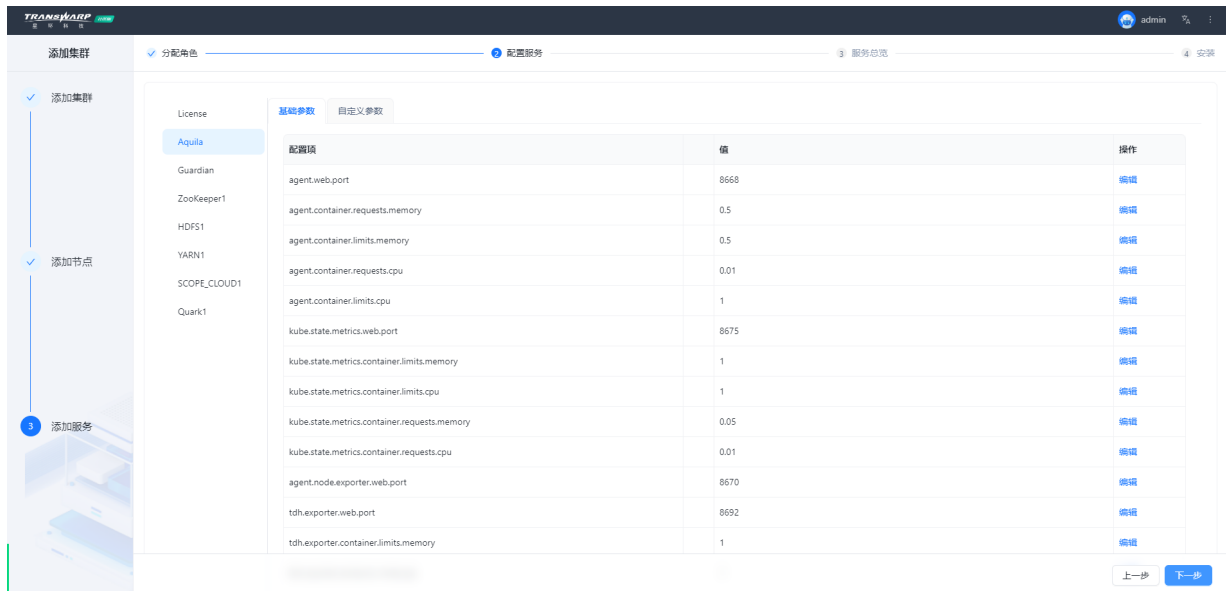 TRANSWARP
星 环 科 技
admin
添加集群
分配角色
2 配置服务
3 服务总览
4 安装
添加集群
添加节点
3 添加服务
License
Aquila
Guardian
ZooKeeper1
HDFS1
YARN1
SCOPE_CLOUD1
Quark1
基础参数 自定义参数
配置项 值 操作
agent.web.port 8668 编辑
agent.container.requests.memory 0.5 编辑
agent.container.limits.memory 0.5 编辑
agent.container.requests.cpu 0.01 编辑
agent.container.limits.cpu 1 编辑
kube.state.metrics.web.port 8675 编辑
kube.state.metrics.container.limits.memory 1 编辑
kube.state.metrics.container.limits.cpu 1 编辑
kube.state.metrics.container.requests.memory 0.05 编辑
kube.state.metrics.container.requests.cpu 0.01 编辑
agent.node.exporter.web.port 8670 编辑
tdh.exporter.web.port 8692 编辑
tdh.exporter.container.limits.memory 1 编辑
上一步 下一步